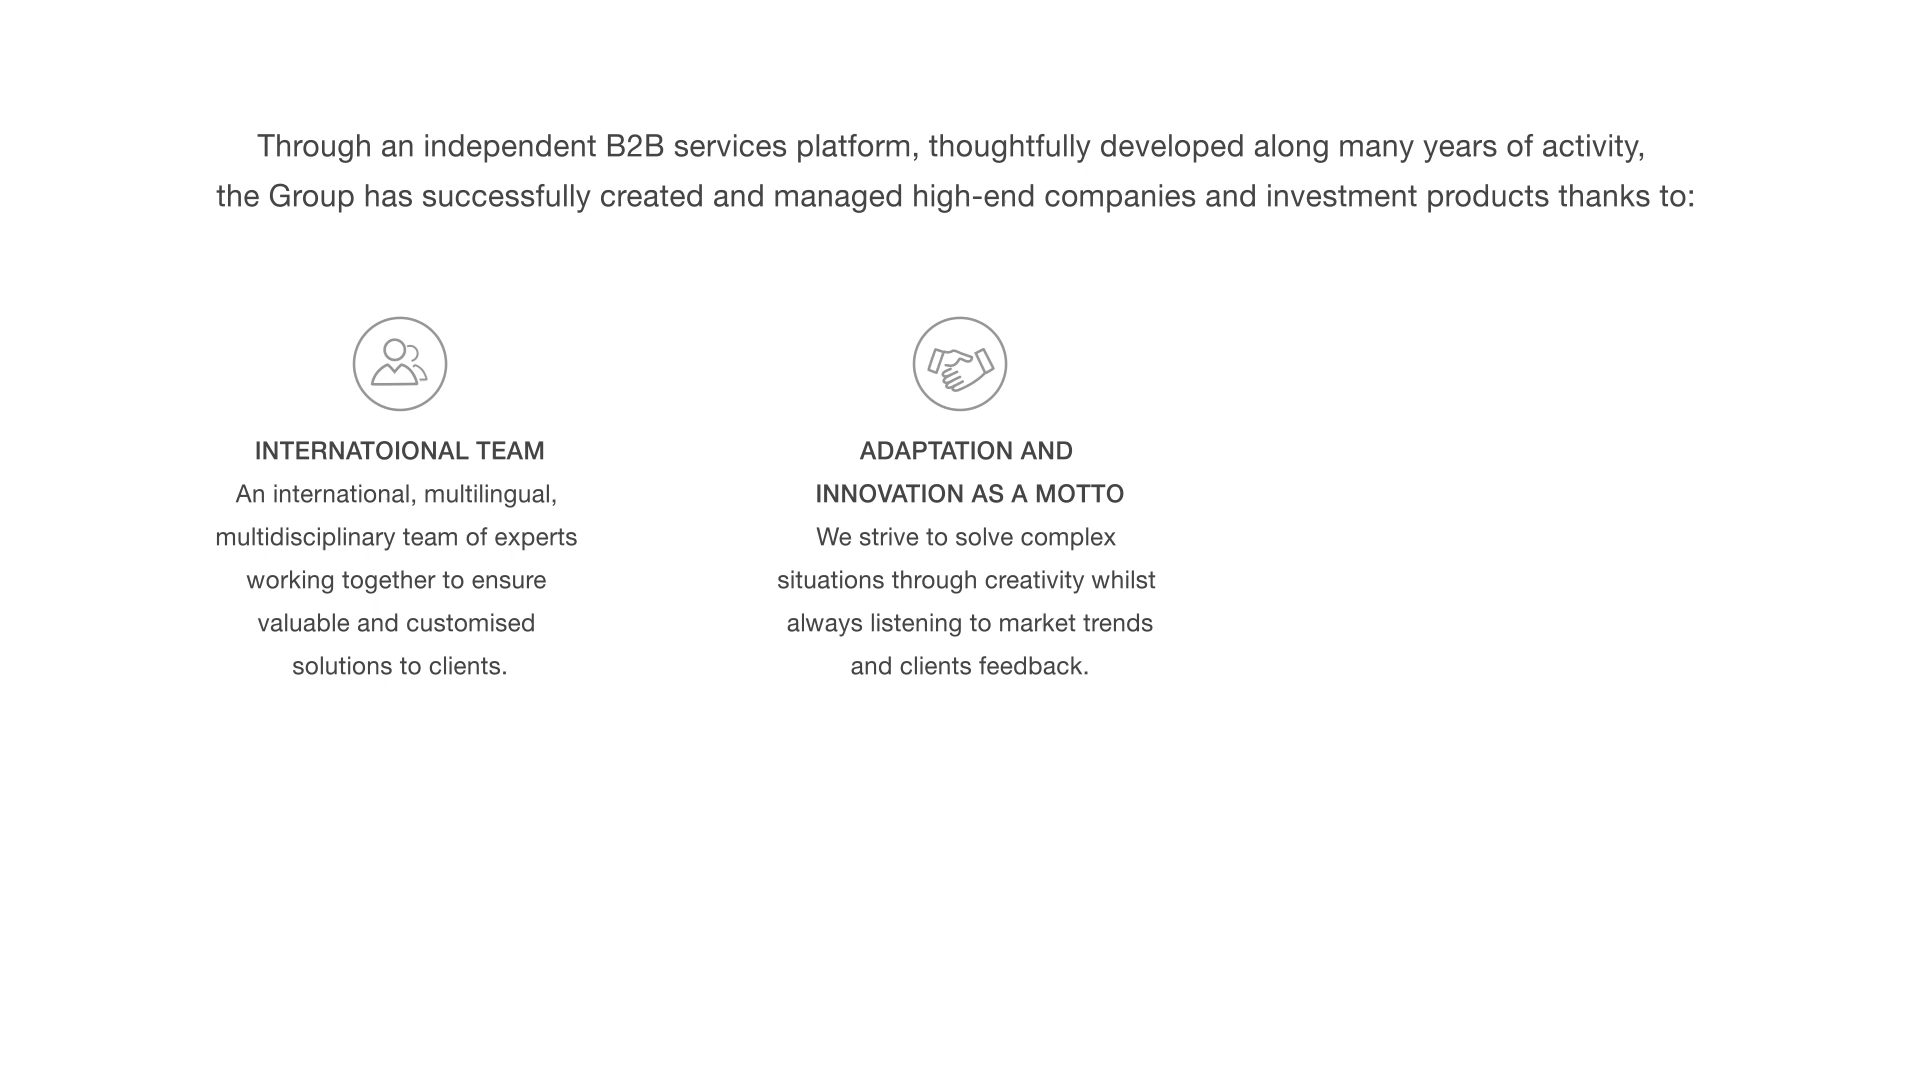 Through an independent B2B services platform, thoughtfully developed along many years of activity,
the Group has successfully created and managed high-end companies and investment products thanks to:
INTERNATOIONAL TEAM
An international, multilingual,
multidisciplinary team of experts
working together to ensure
valuable and customised
solutions to clients.
ADAPTATION AND
INNOVATION AS A MOTTO
We strive to solve complex
situations through creativity whilst
always listening to market trends
and clients feedback.